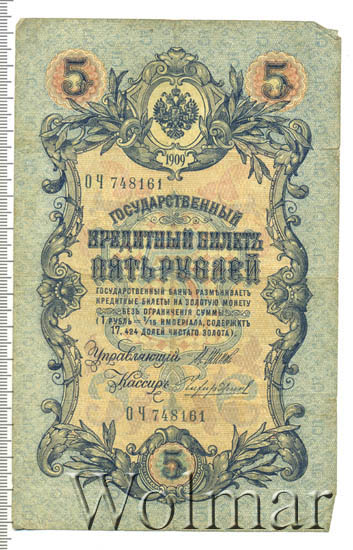 5 5
1909
ОЧ 748161
ГОСУДАРСТВЕННЫЙ
КРЕДИТНЫЙ БИЛЕТЪ
ПЯТЬ РУБЛЕЙ
ГОСУДАРСТВЕННЫЙ БАНКЪ РАЗМѢНИВАЕТЪ
КРЕДИТНЫЕ БИЛЕТЫ НА ЗОЛОТУЮ МОНЕТУ
БЕЗЪ ОГРАНИЧЕНІЯ СУММЫ
(1 РУБЛЬ = 1/15 ИМПЕРІАЛА, СОДЕРЖИТЪ
17,424 ДОЛЕЙ ЧИСТАГО ЗОЛОТА).
Управляющій
Кассиръ
ОЧ 748161
5
Wolmar